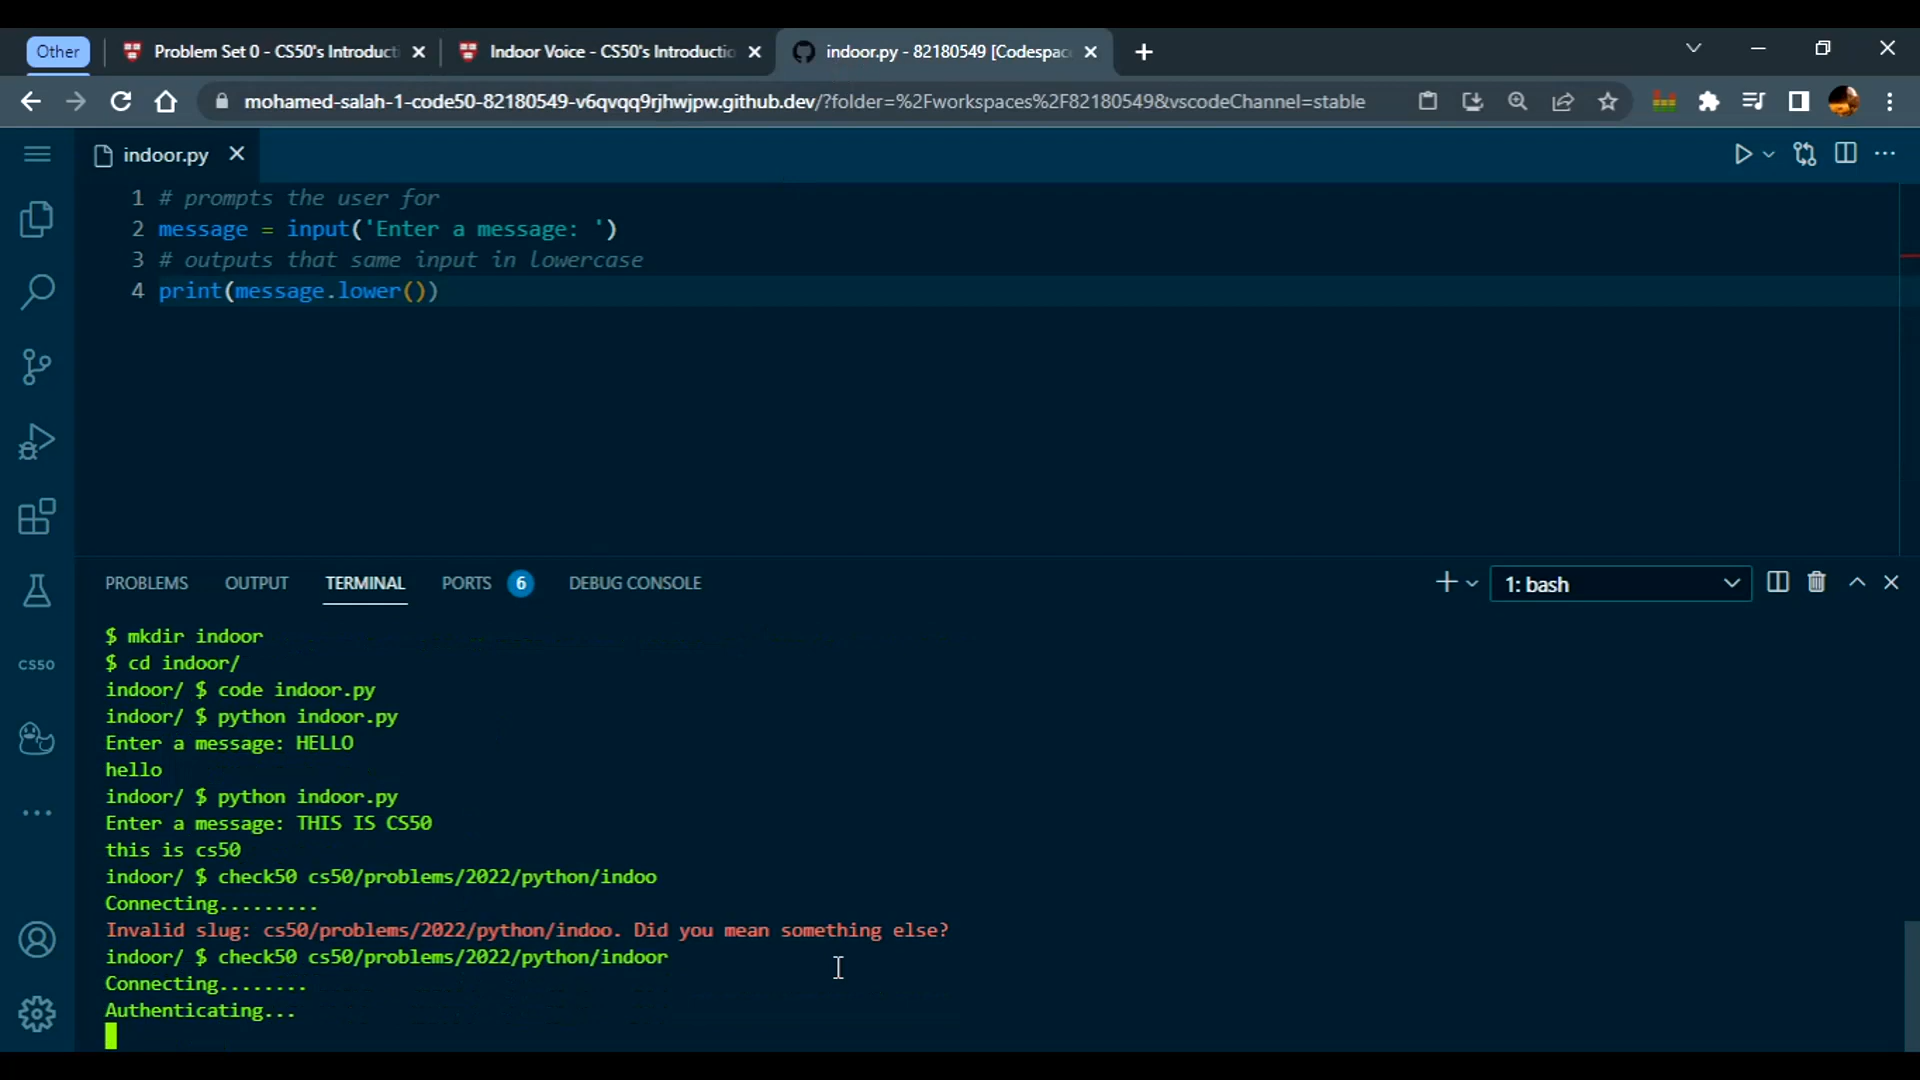 Other
Problem Set 0 - CS50's Introducti
Indoor Voice - CS50's Introductio
indoor.py - 82180549 [Codespac
mohamed-salah-1-code50-82180549-v6qvqq9rjhwjpw.github.dev/?folder=%2Fworkspaces%2F82180549&vscodeChannel=stable
indoor.py
1 # prompts the user for
2 message = input('Enter a message: ')
3 # outputs that same input in lowercase
4 print(message.lower())
PROBLEMS OUTPUT TERMINAL PORTS 6 DEBUG CONSOLE
1: bash
CS50
$ mkdir indoor
$ cd indoor/
indoor/ $ code indoor.py
indoor/ $ python indoor.py
Enter a message: HELLO
hello
indoor/ $ python indoor.py
Enter a message: THIS IS CS50
this is cs50
indoor/ $ check50 cs50/problems/2022/python/indoo
Connecting.........
Invalid slug: cs50/problems/2022/python/indoo. Did you mean something else?
indoor/ $ check50 cs50/problems/2022/python/indoor
Connecting........
Authenticating...